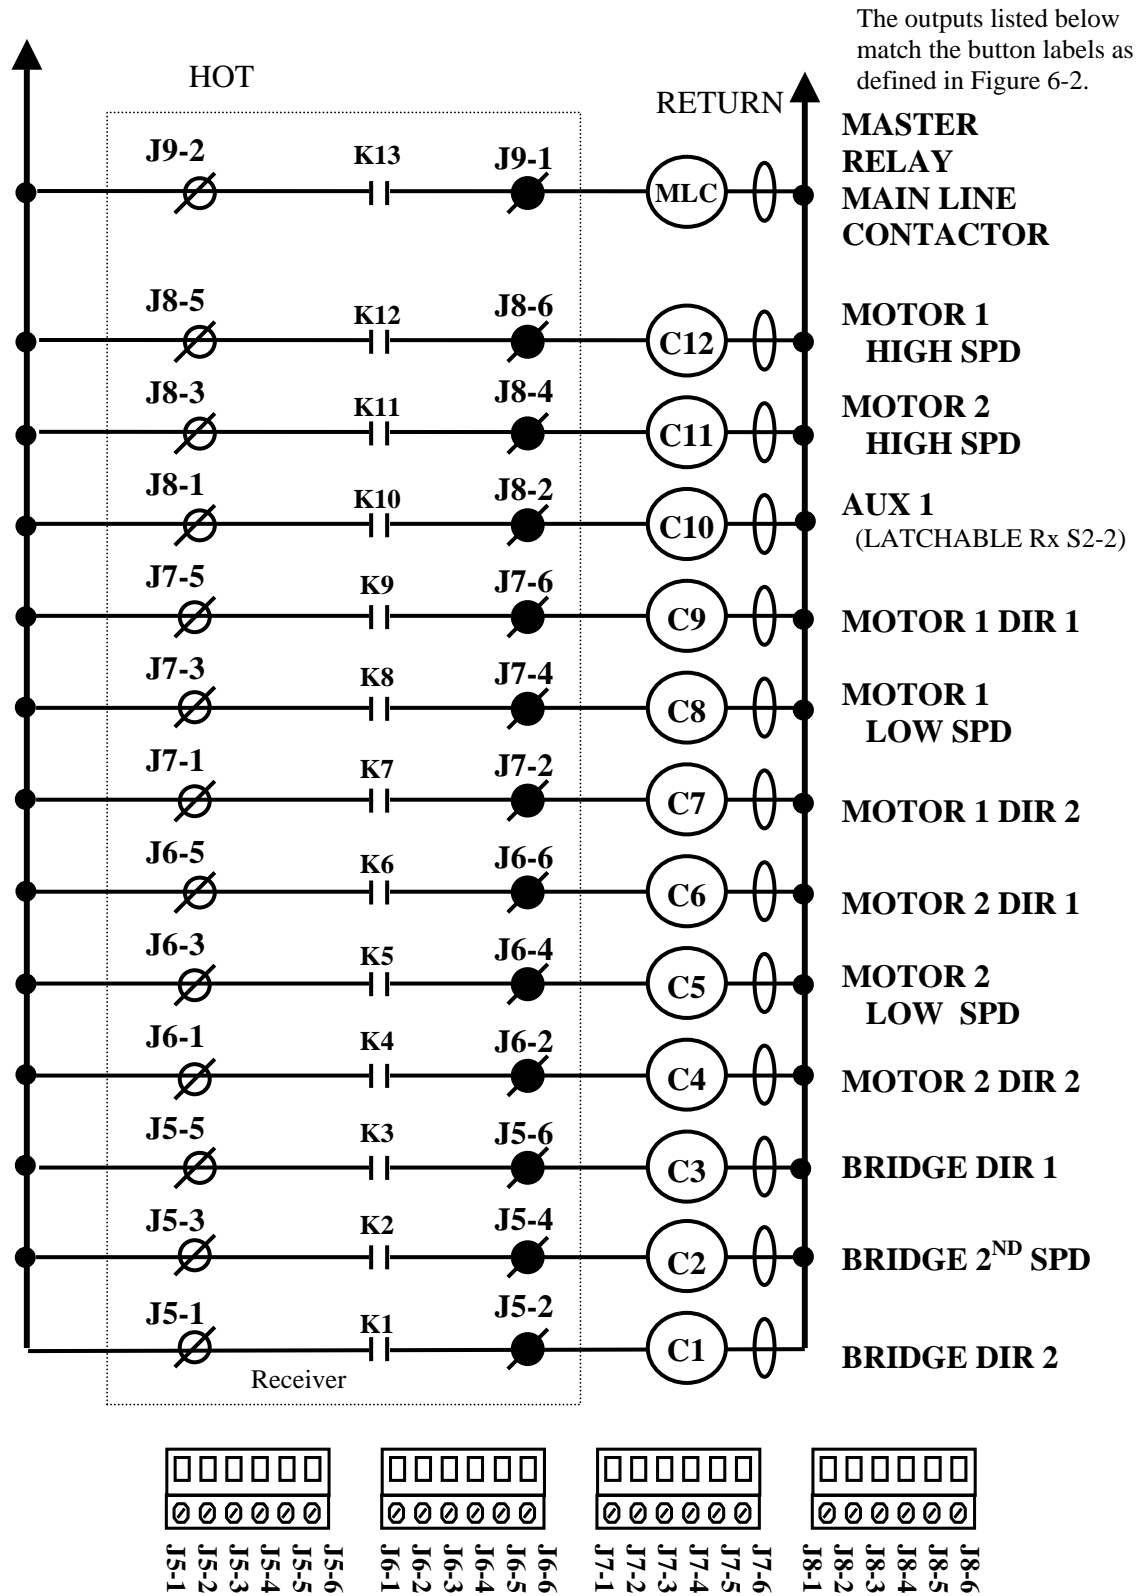 The outputs listed below
match the button labels as
defined in Figure 6-2.
HOT
RETURN
J9-2 K13 J9-1 MLC
MASTER
RELAY
MAIN LINE
CONTACTOR
J8-5 K12 J8-6 C12
MOTOR 1
HIGH SPD
J8-3 K11 J8-4 C11
MOTOR 2
HIGH SPD
J8-1 K10 J8-2 C10
AUX 1
(LATCHABLE Rx S2-2)
J7-5 K9 J7-6 C9 MOTOR 1 DIR 1
J7-3 K8 J7-4 C8
MOTOR 1
LOW SPD
J7-1 K7 J7-2 C7 MOTOR 1 DIR 2
J6-5 K6 J6-6 C6 MOTOR 2 DIR 1
J6-3 K5 J6-4 C5
MOTOR 2
LOW SPD
J6-1 K4 J6-2 C4 MOTOR 2 DIR 2
J5-5 K3 J5-6 C3 BRIDGE DIR 1
J5-3 K2 J5-4 C2 BRIDGE 2ND SPD
J5-1 K1 J5-2 C1 BRIDGE DIR 2
Receiver
J5-1
J5-2
J5-3
J5-4
J5-5
J5-6
J6-1
J6-2
J6-3
J6-4
J6-5
J6-6
J7-1
J7-2
J7-3
J7-4
J7-5
J7-6
J8-1
J8-2
J8-3
J8-4
J8-5
J8-6